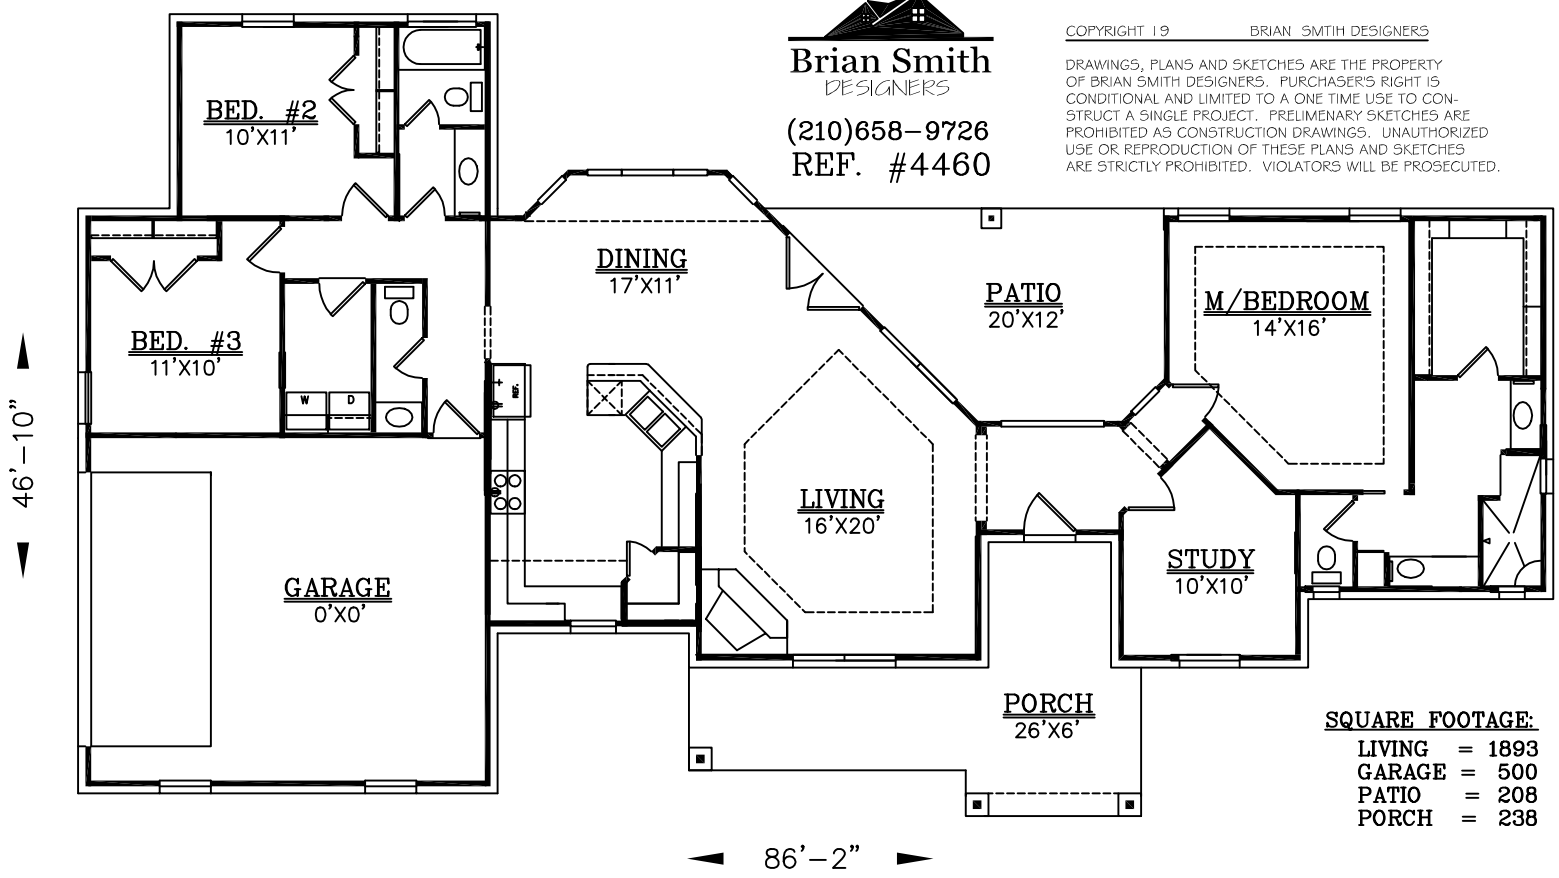 Brian Smith
DESIGNERS
(210)658-9726
REF. #4460
COPYRIGHT 19 BRIAN SMTIH DESIGNERS
DRAWINGS, PLANS AND SKETCHES ARE THE PROPERTY
OF BRIAN SMITH DESIGNERS. PURCHASER'S RIGHT IS
CONDITIONAL AND LIMITED TO A ONE TIME USE TO CON-
STRUCT A SINGLE PROJECT. PRELIMENARY SKETCHES ARE
PROHIBITED AS CONSTRUCTION DRAWINGS. UNAUTHORIZED
USE OR REPRODUCTION OF THESE PLANS AND SKETCHES
ARE STRICTLY PROHIBITED. VIOLATORS WILL BE PROSECUTED.
BED. #2
10'X11'
DINING
17'X11'
PATIO
20'X12'
M/BEDROOM
14'X16'
BED. #3
11'X10'
W D
REF.
46'-10"
LIVING
16'X20'
STUDY
10'X10'
GARAGE
0'X0'
PORCH
26'X6'
SQUARE FOOTAGE:
LIVING = 1893
GARAGE = 500
PATIO = 208
PORCH = 238
86'-2"